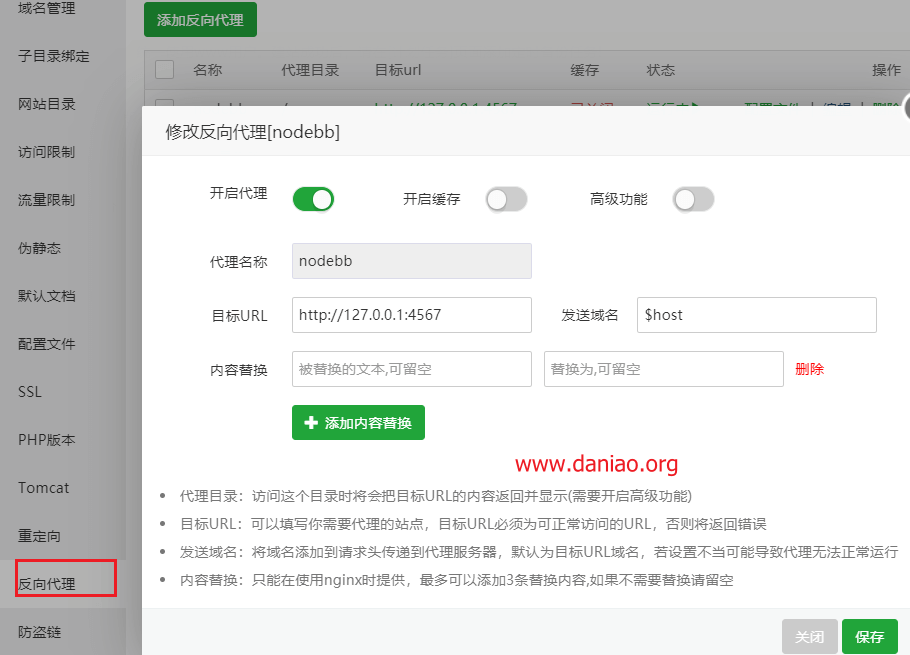 域名管理
子目录绑定
网站目录
访问限制
流量限制
伪静态
默认文档
配置文件
SSL
PHP版本
Tomcat
重定向
反向代理
防盗链
添加反向代理
名称 代理目录 目标url 缓存 状态 操作
修改反向代理[nodebb]
开启代理 开启缓存 高级功能
代理名称 nodebb
目标URL http://127.0.0.1:4567 发送域名 $host
内容替换 被替换的文本,可留空 替换为,可留空 删除
添加内容替换
www.daniao.org
代理目录：访问这个目录时将会把目标URL的内容返回并显示(需要开启高级功能)
目标URL：可以填写你需要代理的站点，目标URL必须为可正常访问的URL，否则将返回错误
发送域名：将域名添加到请求头传递到代理服务器，默认为目标URL域名，若设置不当可能导致代理无法正常运行
内容替换：只能在使用nginx时提供，最多可以添加3条替换内容,如果不需要替换请留空
关闭 保存